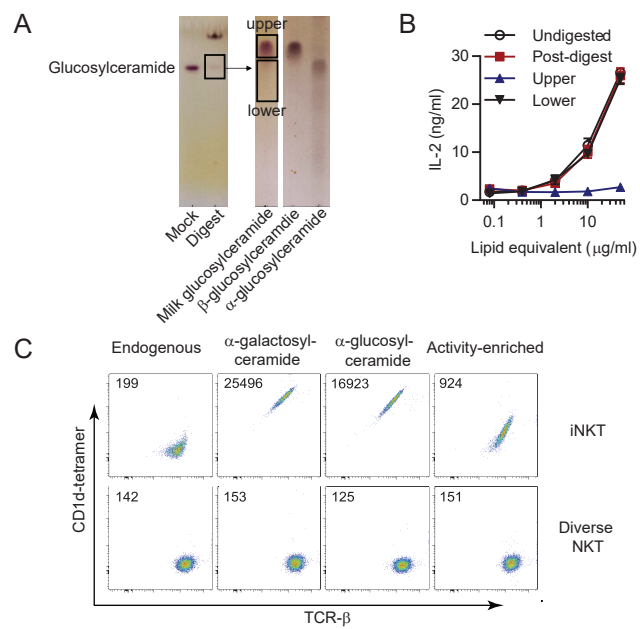 A
upper
Glucosylceramide
lower
Mock
Digest
Milk glucosylceramide
β-glucosylceramdie
α-glucosylceramide
B
Undigested
Post-digest
Upper
Lower
30
20
10
0
IL-2 (ng/ml)
0.1
1
10
Lipid equivalent (μg/ml)
C
Endogenous
α-galactosyl-
ceramide
α-glucosyl-
ceramide
Activity-enriched
199
25496
16923
924
iNKT
142
153
125
151
Diverse
NKT
CD1d-tetramer
TCR-β